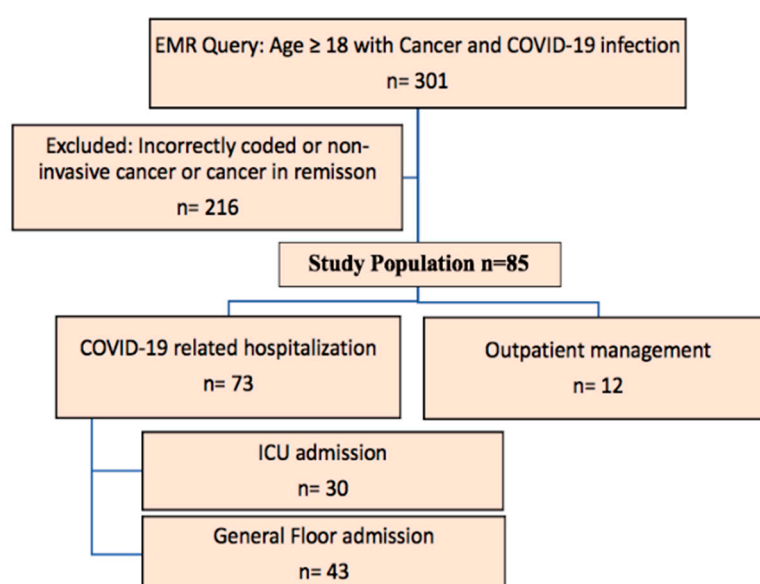 EMR Query: Age ≥ 18 with Cancer and COVID-19 infection
n= 301
Excluded: Incorrectly coded or non-
invasive cancer or cancer in remisson
n= 216
Study Population n=85
COVID-19 related hospitalization
n= 73
Outpatient management
n= 12
ICU admission
n= 30
General Floor admission
n= 43